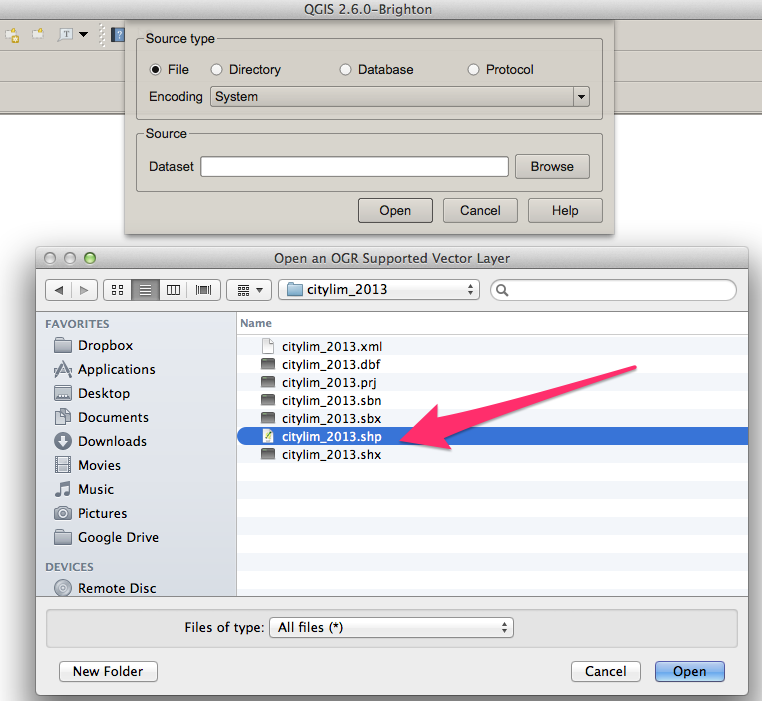 QGIS 2.6.0-Brighton
T ?
Source type
File Directory Database Protocol
Encoding System
Source
Dataset Browse
Open Cancel Help
Open an OGR Supported Vector Layer
citylim_2013
FAVORITES
Dropbox
Applications
Desktop
Documents
Downloads
Movies
Music
Pictures
Google Drive
DEVICES
Remote Disc
Name
citylim_2013.xml
citylim_2013.dbf
citylim_2013.prj
citylim_2013.sbn
citylim_2013.sbx
citylim_2013.shp
citylim_2013.shx
Files of type: All files (*)
New Folder Cancel Open